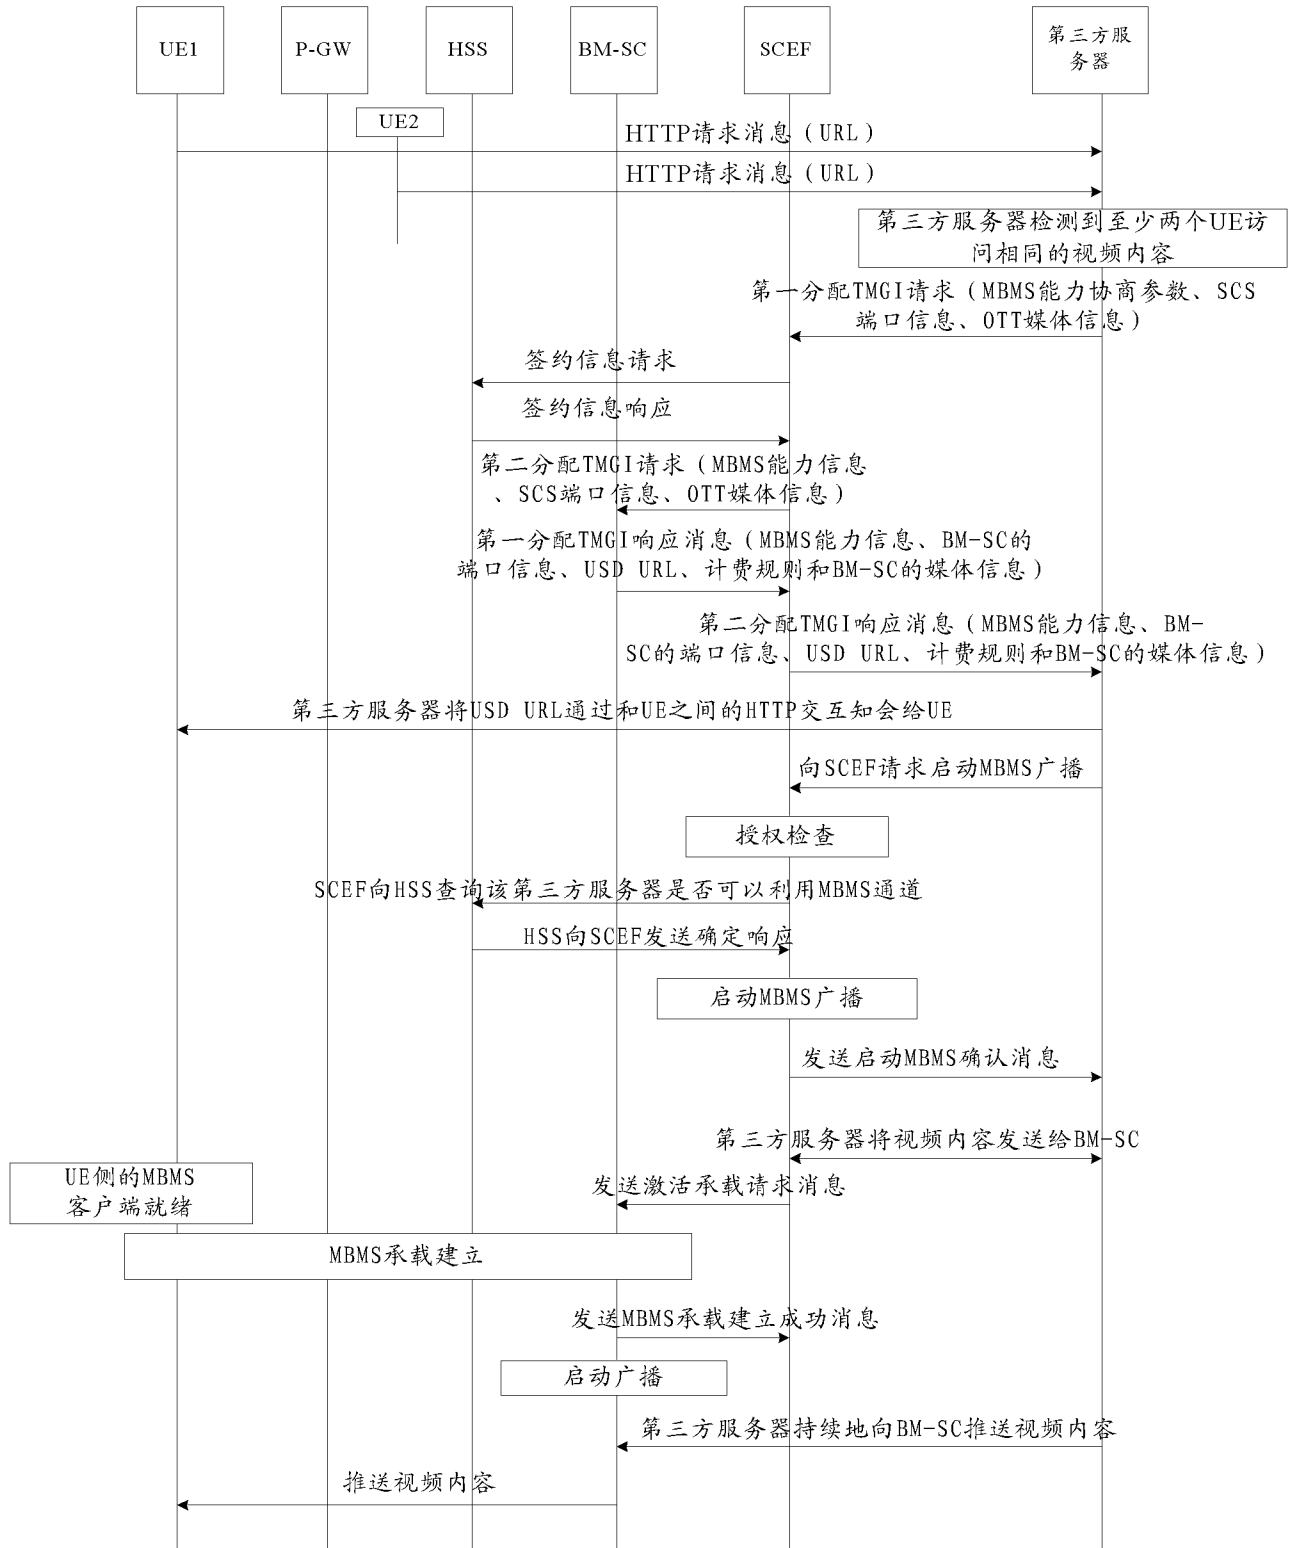 UE1
P-GW
HSS
BM-SC
SCEF
第三方服
务器
UE2
HTTP请求消息（URL）
HTTP请求消息（URL）
第三方服务器检测到至少两个UE访
问相同的视频内容
第一分配TMGI请求（MBMS能力协商参数、SCS
端口信息、OTT媒体信息）
签约信息请求
签约信息响应
第二分配TMGI请求（MBMS能力信息
、SCS端口信息、OTT媒体信息）
第一分配TMGI响应消息（MBMS能力信息、BM-SC的
端口信息、USD URL、计费规则和BM-SC的媒体信息）
第二分配TMGI响应消息（MBMS能力信息、BM-
SC的端口信息、USD URL、计费规则和BM-SC的媒体信息）
第三方服务器将USD URL通过和UE之间的HTTP交互知会给UE
向SCEF请求启动MBMS广播
授权检查
SCEF向HSS查询该第三方服务器是否可以利用MBMS通道
HSS向SCEF发送确定响应
启动MBMS广播
发送启动MBMS确认消息
第三方服务器将视频内容发送给BM-SC
UE侧的MBMS
客户端就绪
发送激活承载请求消息
MBMS承载建立
发送MBMS承载建立成功消息
启动广播
第三方服务器持续地向BM-SC推送视频内容
推送视频内容